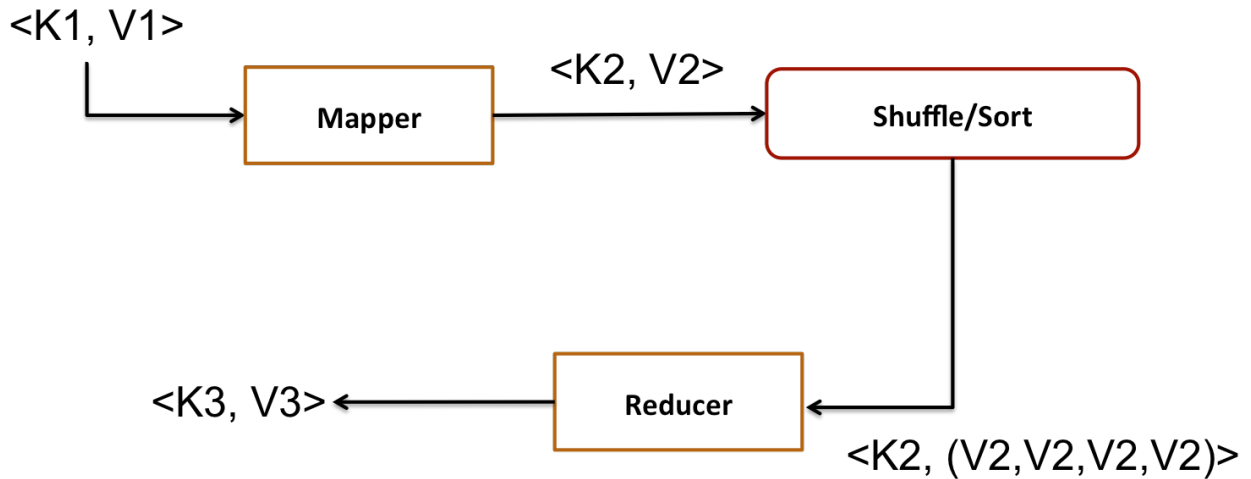 <K1, V1>
Mapper
<K2, V2>
Shuffle/Sort
<K3, V3>
Reducer
<K2, (V2,V2,V2,V2)>